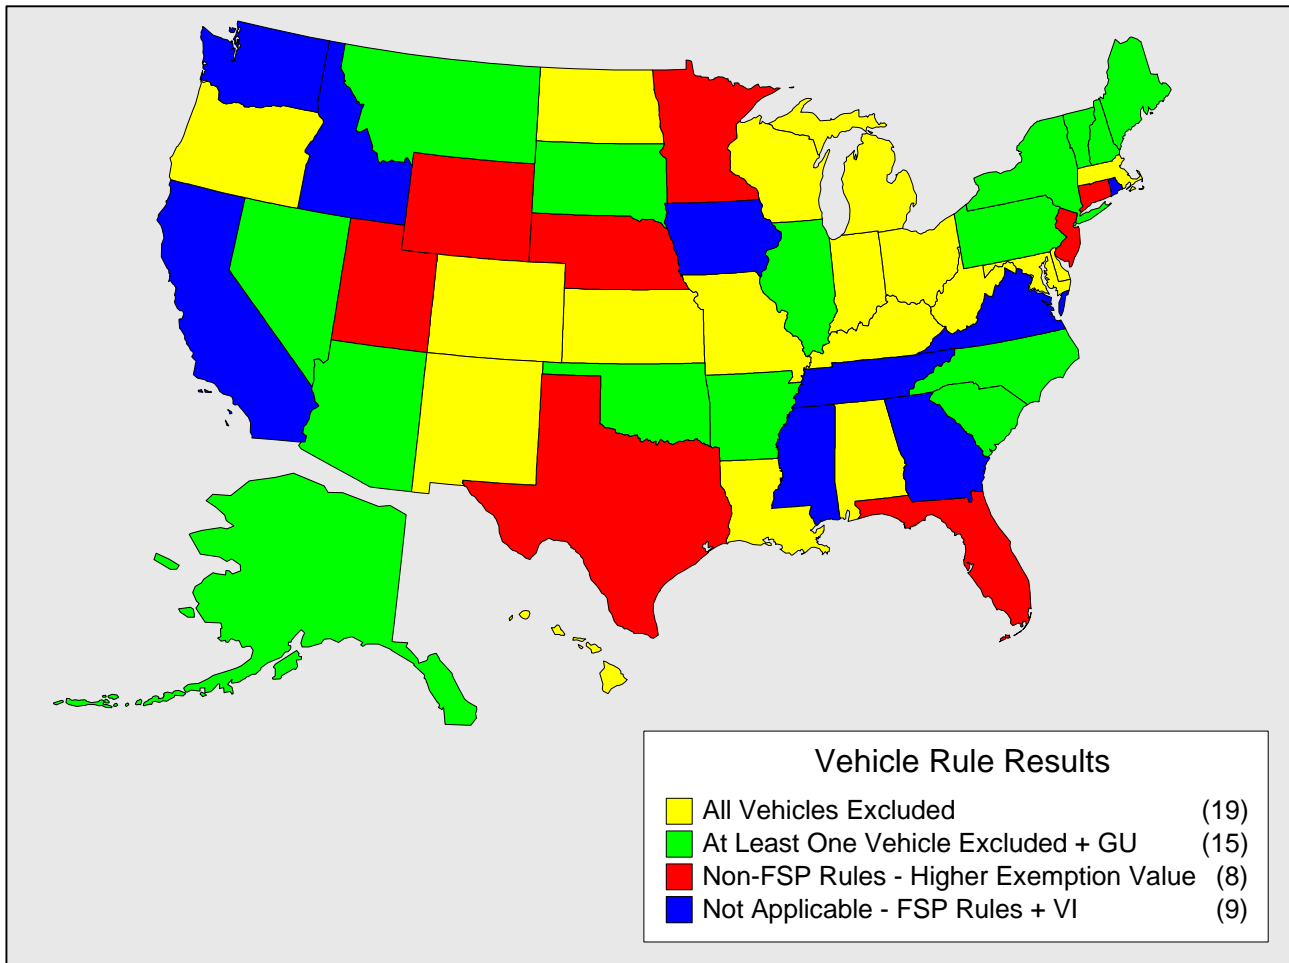 Vehicle Rule Results
All Vehicles Excluded (19)
At Least One Vehicle Excluded + GU (15)
Non-FSP Rules - Higher Exemption Value (8)
Not Applicable - FSP Rules + VI (9)